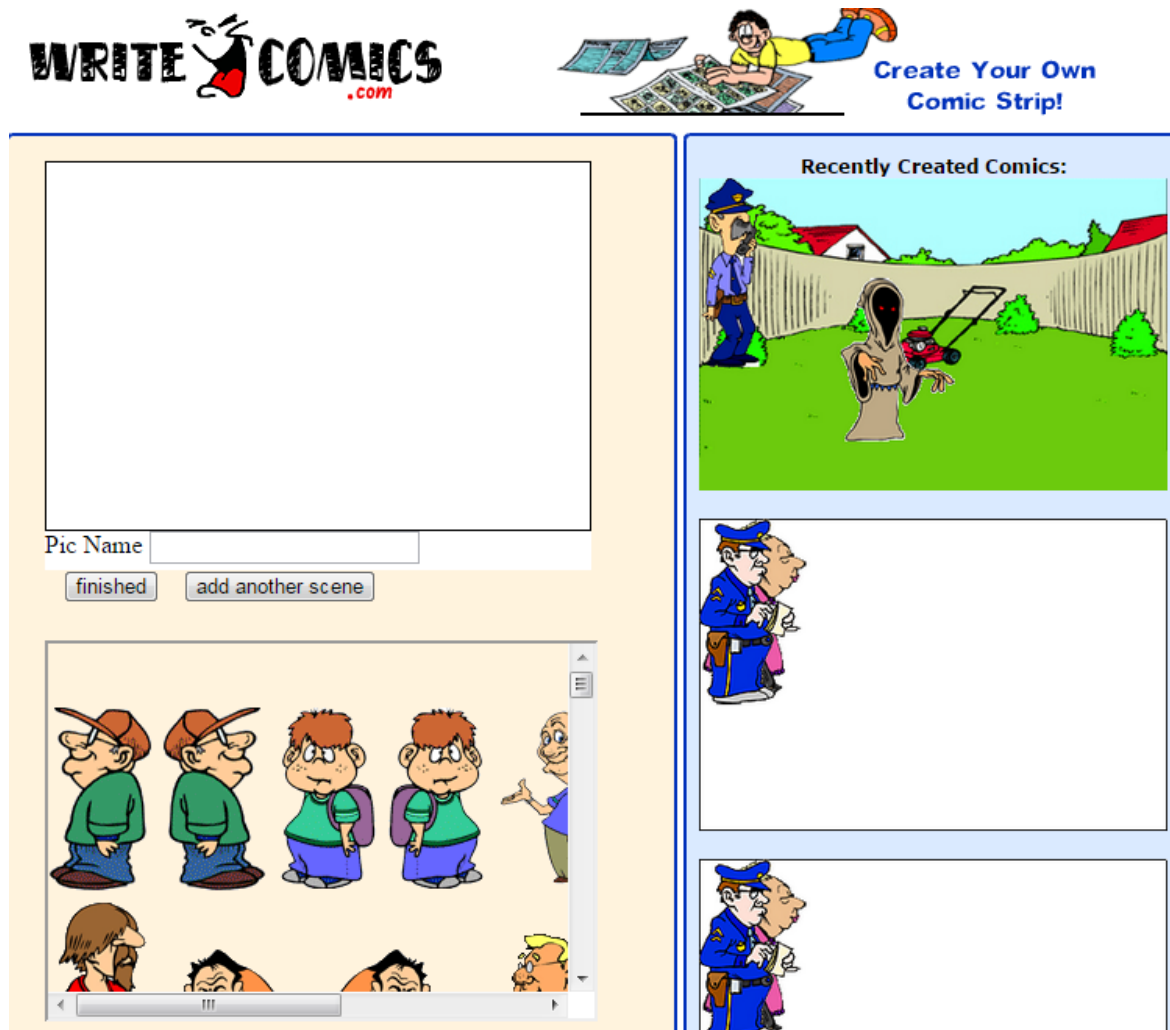 WRITE COMICS
.com
Create Your Own
Comic Strip!
Recently Created Comics:
Pic Name
finished
add another scene